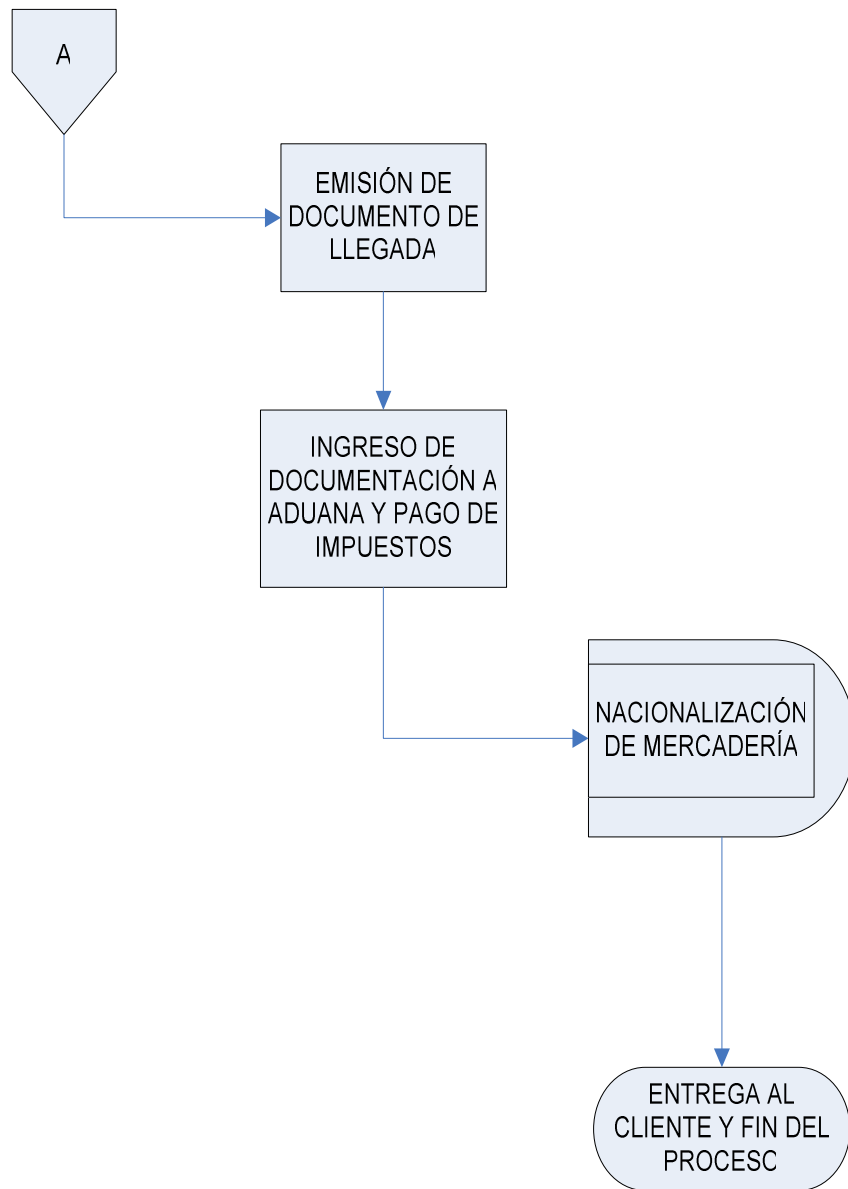 A
EMISIÓN DE
DOCUMENTO DE
LLEGADA
INGRESO DE
DOCUMENTACIÓN A
ADUANA Y PAGO DE
IMPUESTOS
NACIONALIZACIÓN
DE MERCADERÍA
ENTREGA AL
CLIENTE Y FIN DEL
PROCESO